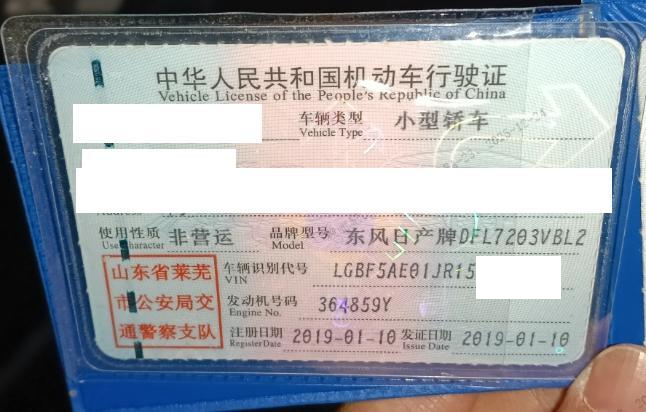 中华人民共和国机动车行驶证
Vehicle License of the People's Republic of China
车辆类型 小型轿车
Vehicle Type
使用性质 非营运 品牌型号 东风日产牌DFL7203VBL2
Use Character Model
山东省莱芜 车辆识别代号 LGBF5AE01JR15
VIN
市公安局交 发动机号码 364859Y
Engine No.
通警察支队 注册日期 2019-01-10 发证日期 2019-01-10
Register Date Issue Date